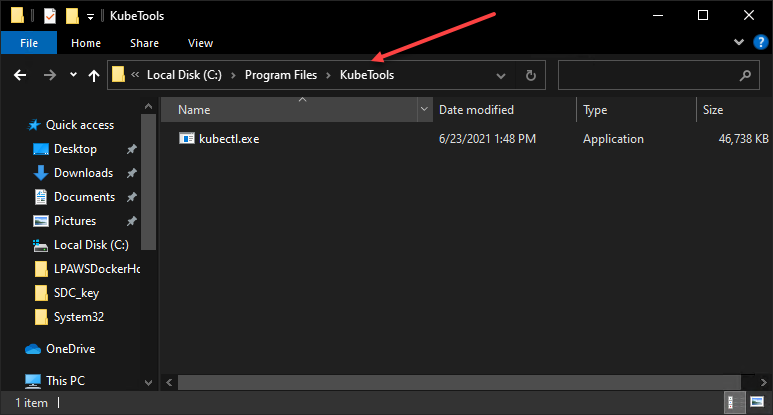 KubeTools
File Home Share View
Local Disk (C:) Program Files KubeTools
Name Date modified Type Size
Quick access
kubectl.exe 6/23/2021 1:48 PM Application 46,738 KB
Desktop
Downloads
Documents
Pictures
Local Disk (C:)
LPAWSDockerHo
SDC_key
System32
OneDrive
This PC
1 item